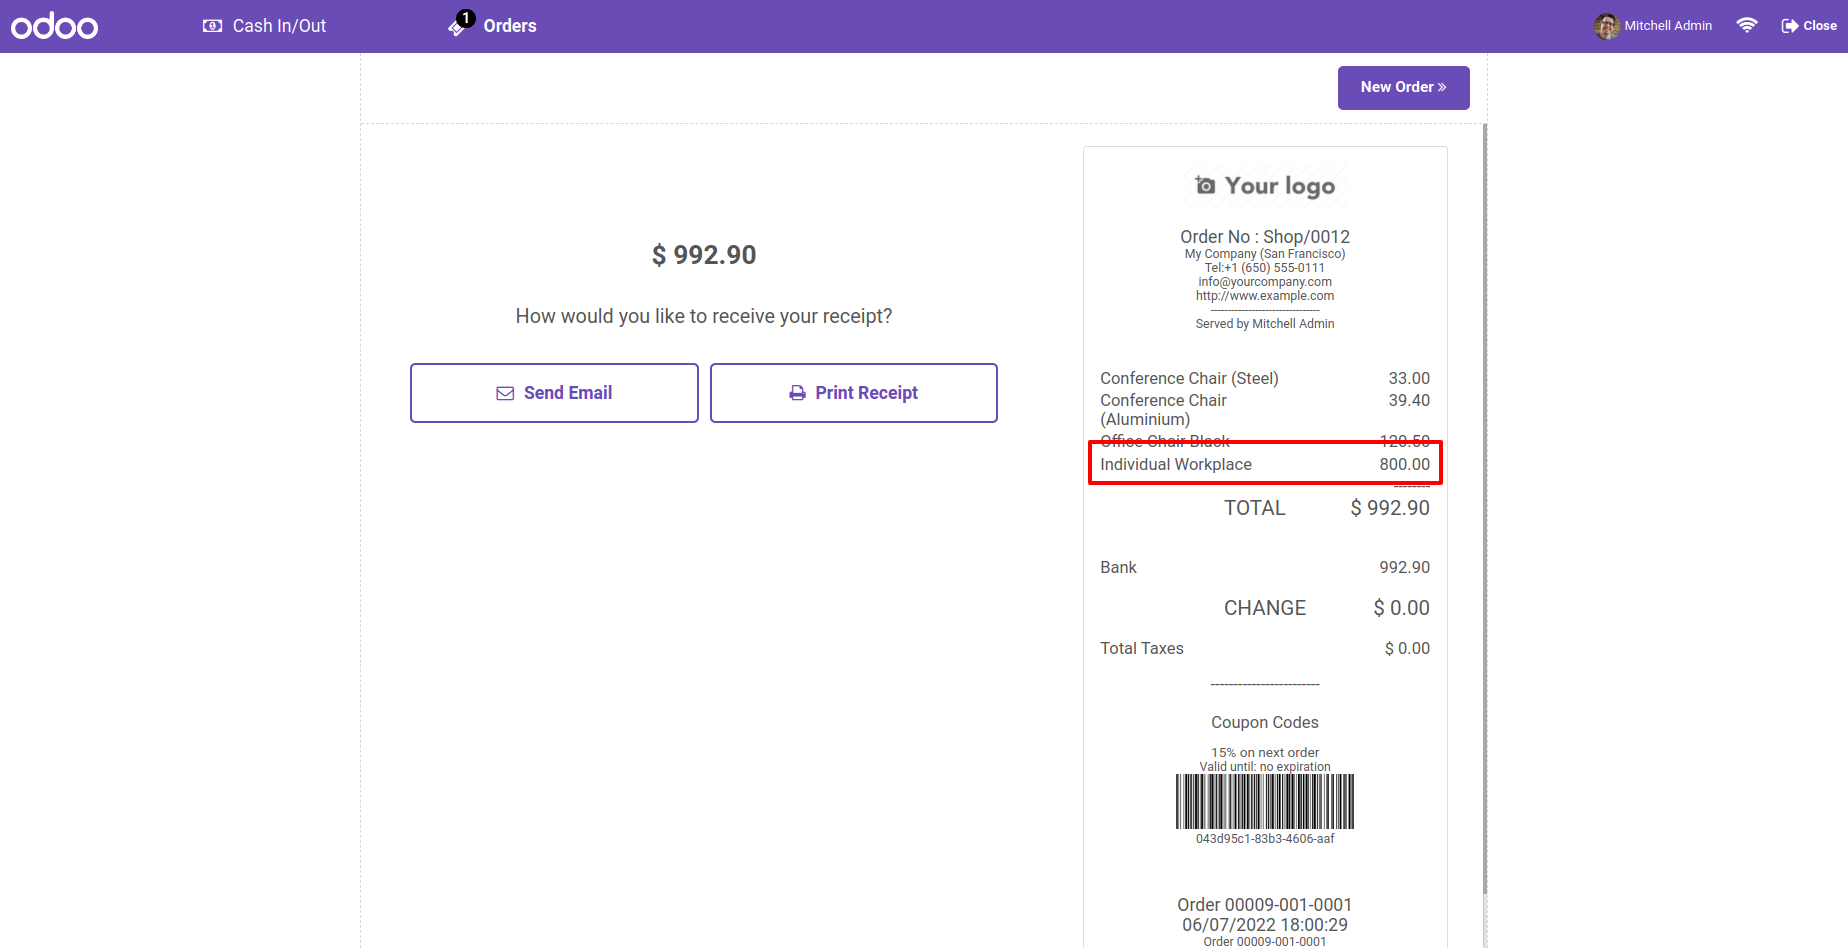 odoo
Cash In/Out
1
Orders
Mitchell Admin
Close
New Order »
Your logo
Order No : Shop/0012
My Company (San Francisco)
Tel:+1 (650) 555-0111
info@yourcompany.com
http://www.example.com
--------------------------------
Served by Mitchell Admin
$ 992.90
How would you like to receive your receipt?
Send Email
Print Receipt
Conference Chair (Steel) 33.00
Conference Chair 39.40
(Aluminium)
Office Chair Black 120.50
Individual Workplace 800.00
--------
TOTAL $ 992.90
Bank 992.90
CHANGE $ 0.00
Total Taxes $ 0.00
------------------------
Coupon Codes
15% on next order
Valid until: no expiration
043d95c1-83b3-4606-aaf
Order 00009-001-0001
06/07/2022 18:00:29
Order 00009-001-0001